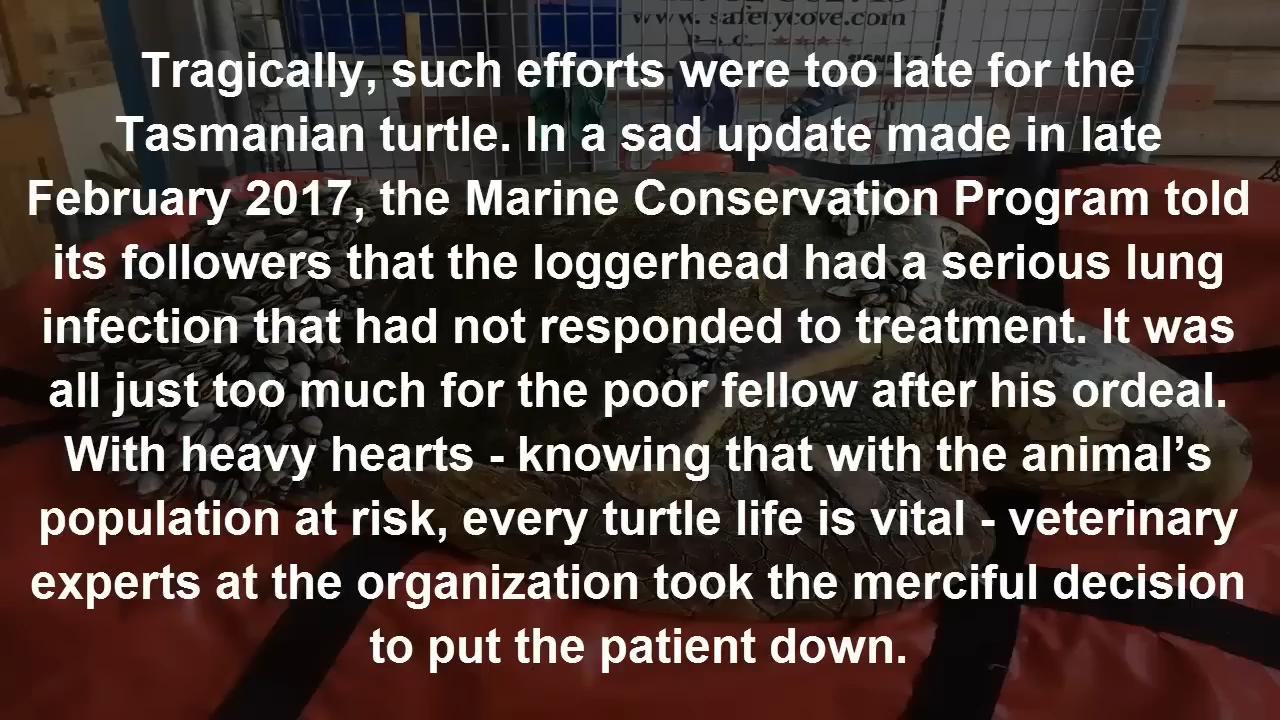 www.safetycove.com
Tragically, such efforts were too late for the
Tasmanian turtle. In a sad update made in late
February 2017, the Marine Conservation Program told
its followers that the loggerhead had a serious lung
infection that had not responded to treatment. It was
all just too much for the poor fellow after his ordeal.
With heavy hearts - knowing that with the animal’s
population at risk, every turtle life is vital - veterinary
experts at the organization took the merciful decision
to put the patient down.